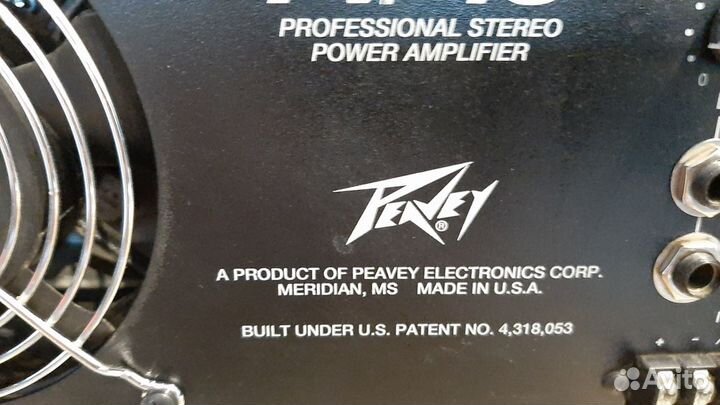 PROFESSIONAL STEREO
POWER AMPLIFIER
PEAVEY®
A PRODUCT OF PEAVEY ELECTRONICS CORP.
MERIDIAN, MS MADE IN U.S.A.
BUILT UNDER U.S. PATENT NO. 4,318,053
+ -
Avito